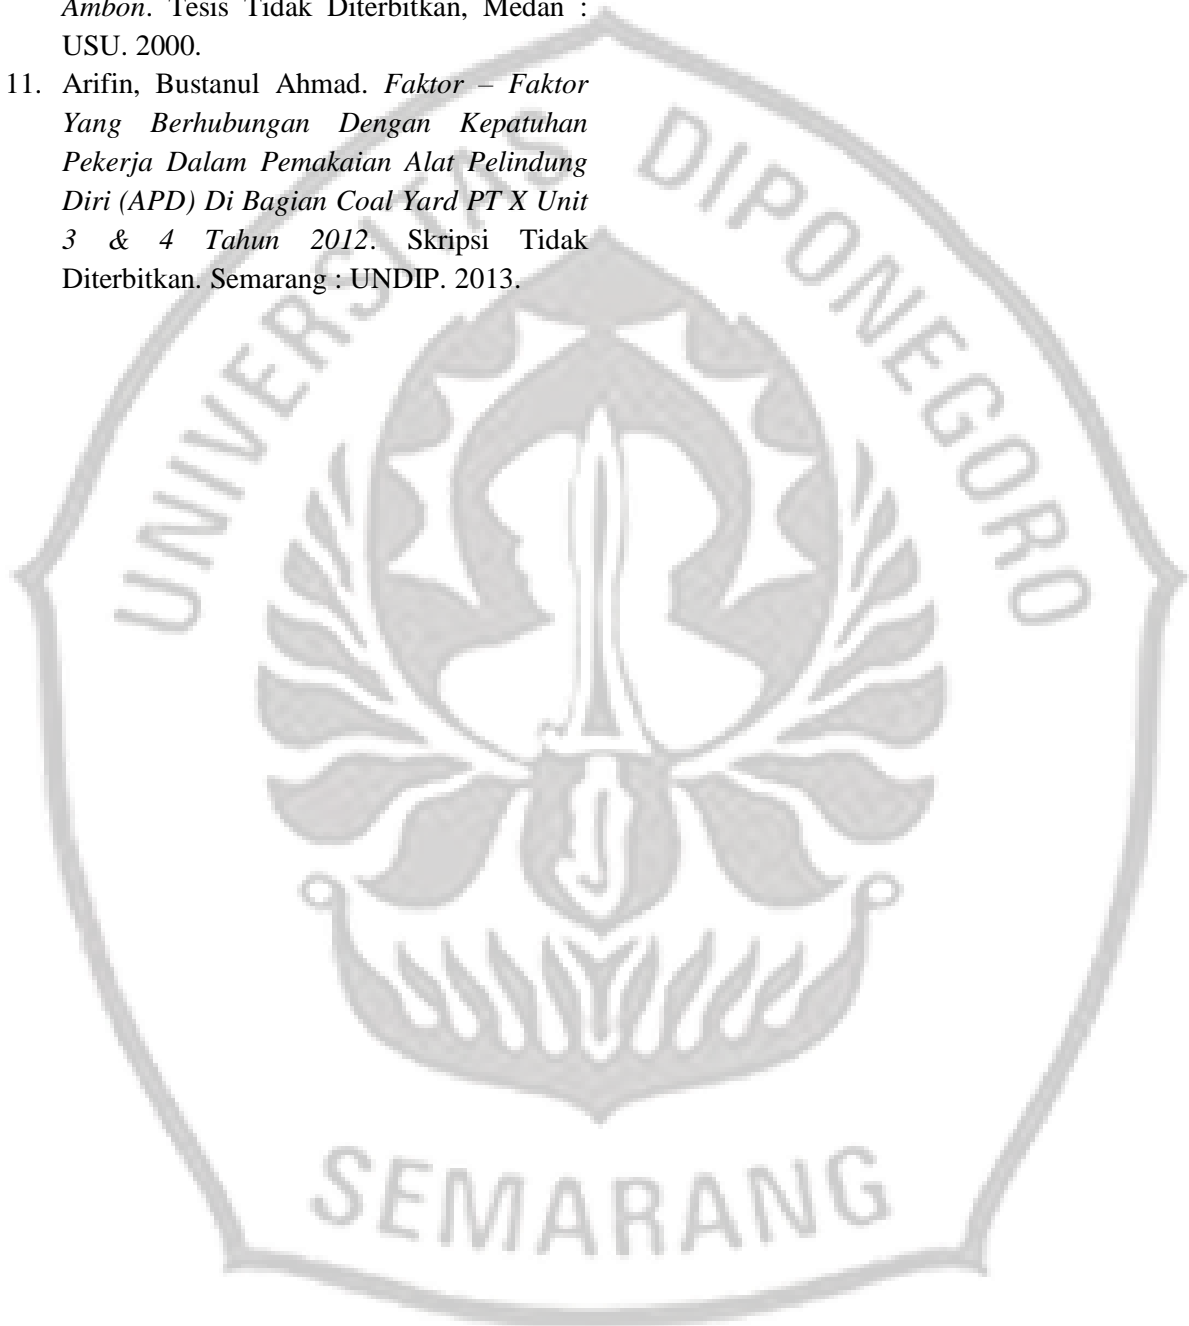 Ambon. Tesis Tidak Diterbitkan, Medan :
USU. 2000.
11. Arifin, Bustanul Ahmad. Faktor – Faktor
Yang Berhubungan Dengan Kepatuhan
Pekerja Dalam Pemakaian Alat Pelindung
Diri (APD) Di Bagian Coal Yard PT X Unit
3 & 4 Tahun 2012. Skripsi Tidak
Diterbitkan. Semarang : UNDIP. 2013.
UNIVERSITAS DIPONEGORO
SEMARANG